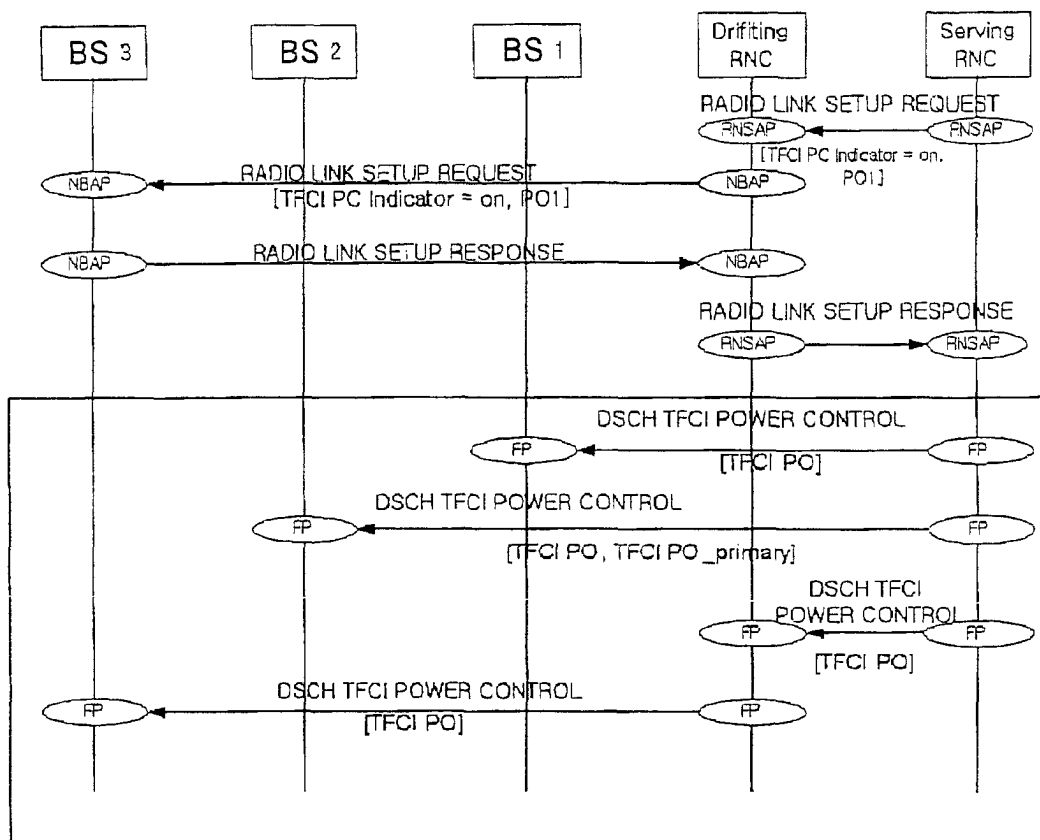 BS 3
BS 2
BS 1
Drifiting
RNC
Serving
RNC
RADIO LINK SETUP REQUEST
RNSAP
RNSAP
[TFCI PC Indicator = on,
PO1]
RADIO LINK SETUP REQUEST
NBAP
NBAP
[TFCI PC Indicator = on, PO1]
RADIO LINK SETUP RESPONSE
NBAP
NBAP
RADIO LINK SETUP RESPONSE
RNSAP
RNSAP
DSCH TFCI POWER CONTROL
FP
FP
[TFCI PO]
DSCH TFCI POWER CONTROL
FP
FP
[TFCI PO, TFCI PO_primary]
DSCH TFCI
POWER CONTROL
FP
FP
[TFCI PO]
DSCH TFCI POWER CONTROL
FP
FP
[TFCI PO]